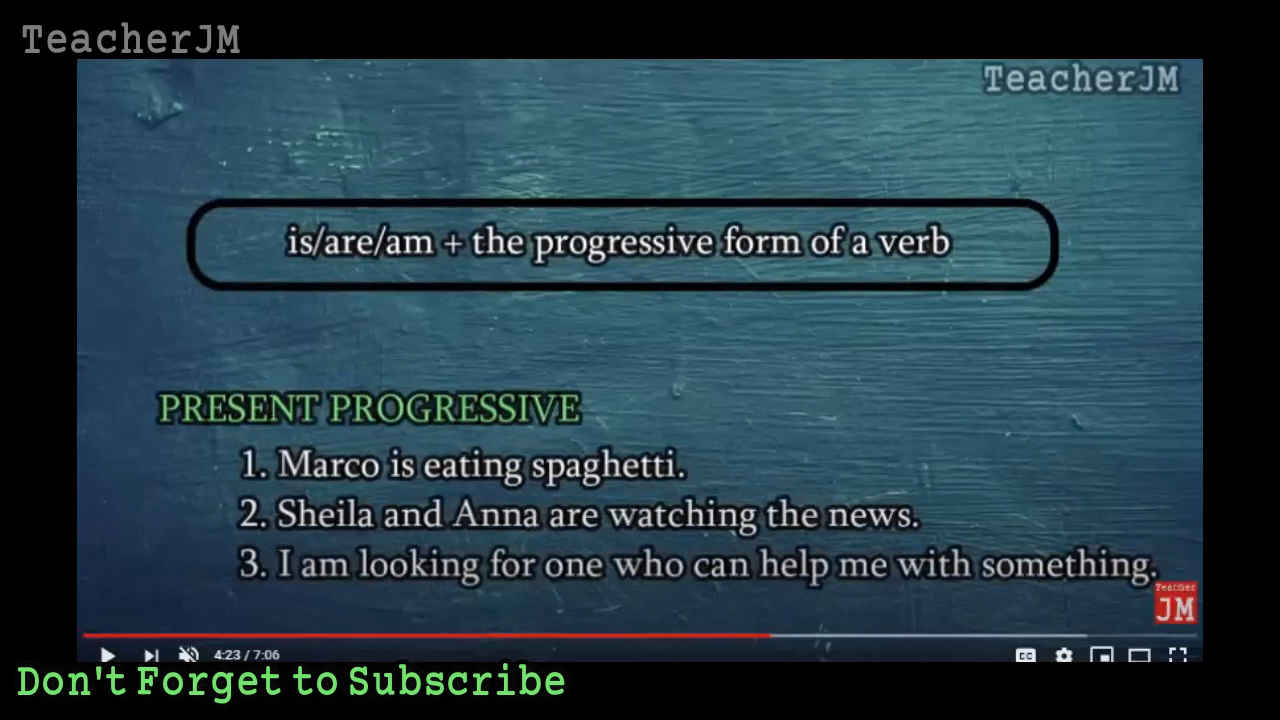 TeacherJM
TeacherJM
is/are/am + the progressive form of a verb
PRESENT PROGRESSIVE
1. Marco is eating spaghetti.
2. Sheila and Anna are watching the news.
3. I am looking for one who can help me with something.
Teacher
JM
4:23 / 7:06
CC
Don't Forget to Subscribe